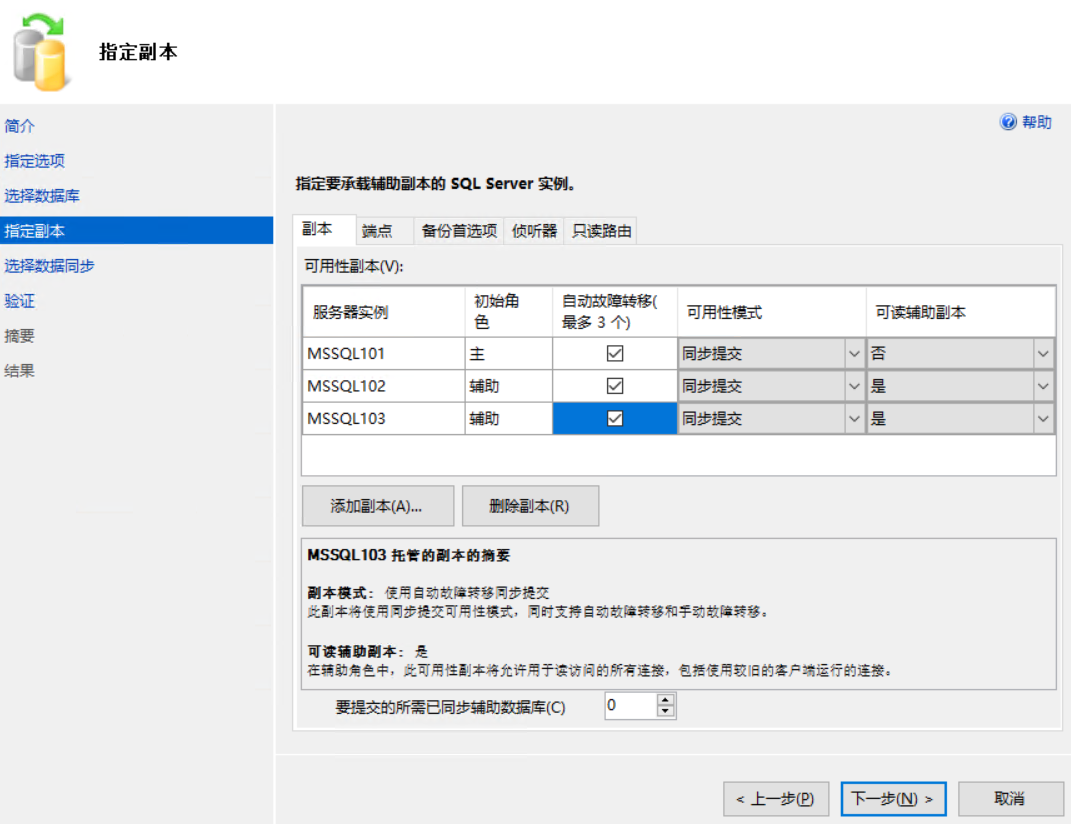 指定副本
简介
指定选项
选择数据库
指定副本
选择数据同步
验证
摘要
结果
帮助
指定要承载辅助副本的 SQL Server 实例。
副本 端点 备份首选项 侦听器 只读路由
可用性副本(V):
服务器实例 初始角色 自动故障转移(最多 3 个) 可用性模式 可读辅助副本
MSSQL101 主 同步提交 否
MSSQL102 辅助 同步提交 是
MSSQL103 辅助 同步提交 是
添加副本(A)... 删除副本(R)
MSSQL103 托管的副本的摘要
副本模式: 使用自动故障转移同步提交
此副本将使用同步提交可用性模式，同时支持自动故障转移和手动故障转移。
可读辅助副本: 是
在辅助角色中，此可用性副本将允许用于读访问的所有连接，包括使用较旧的客户端运行的连接。
要提交的所需已同步辅助数据库(C) 0
< 上一步(P) 下一步(N) > 取消